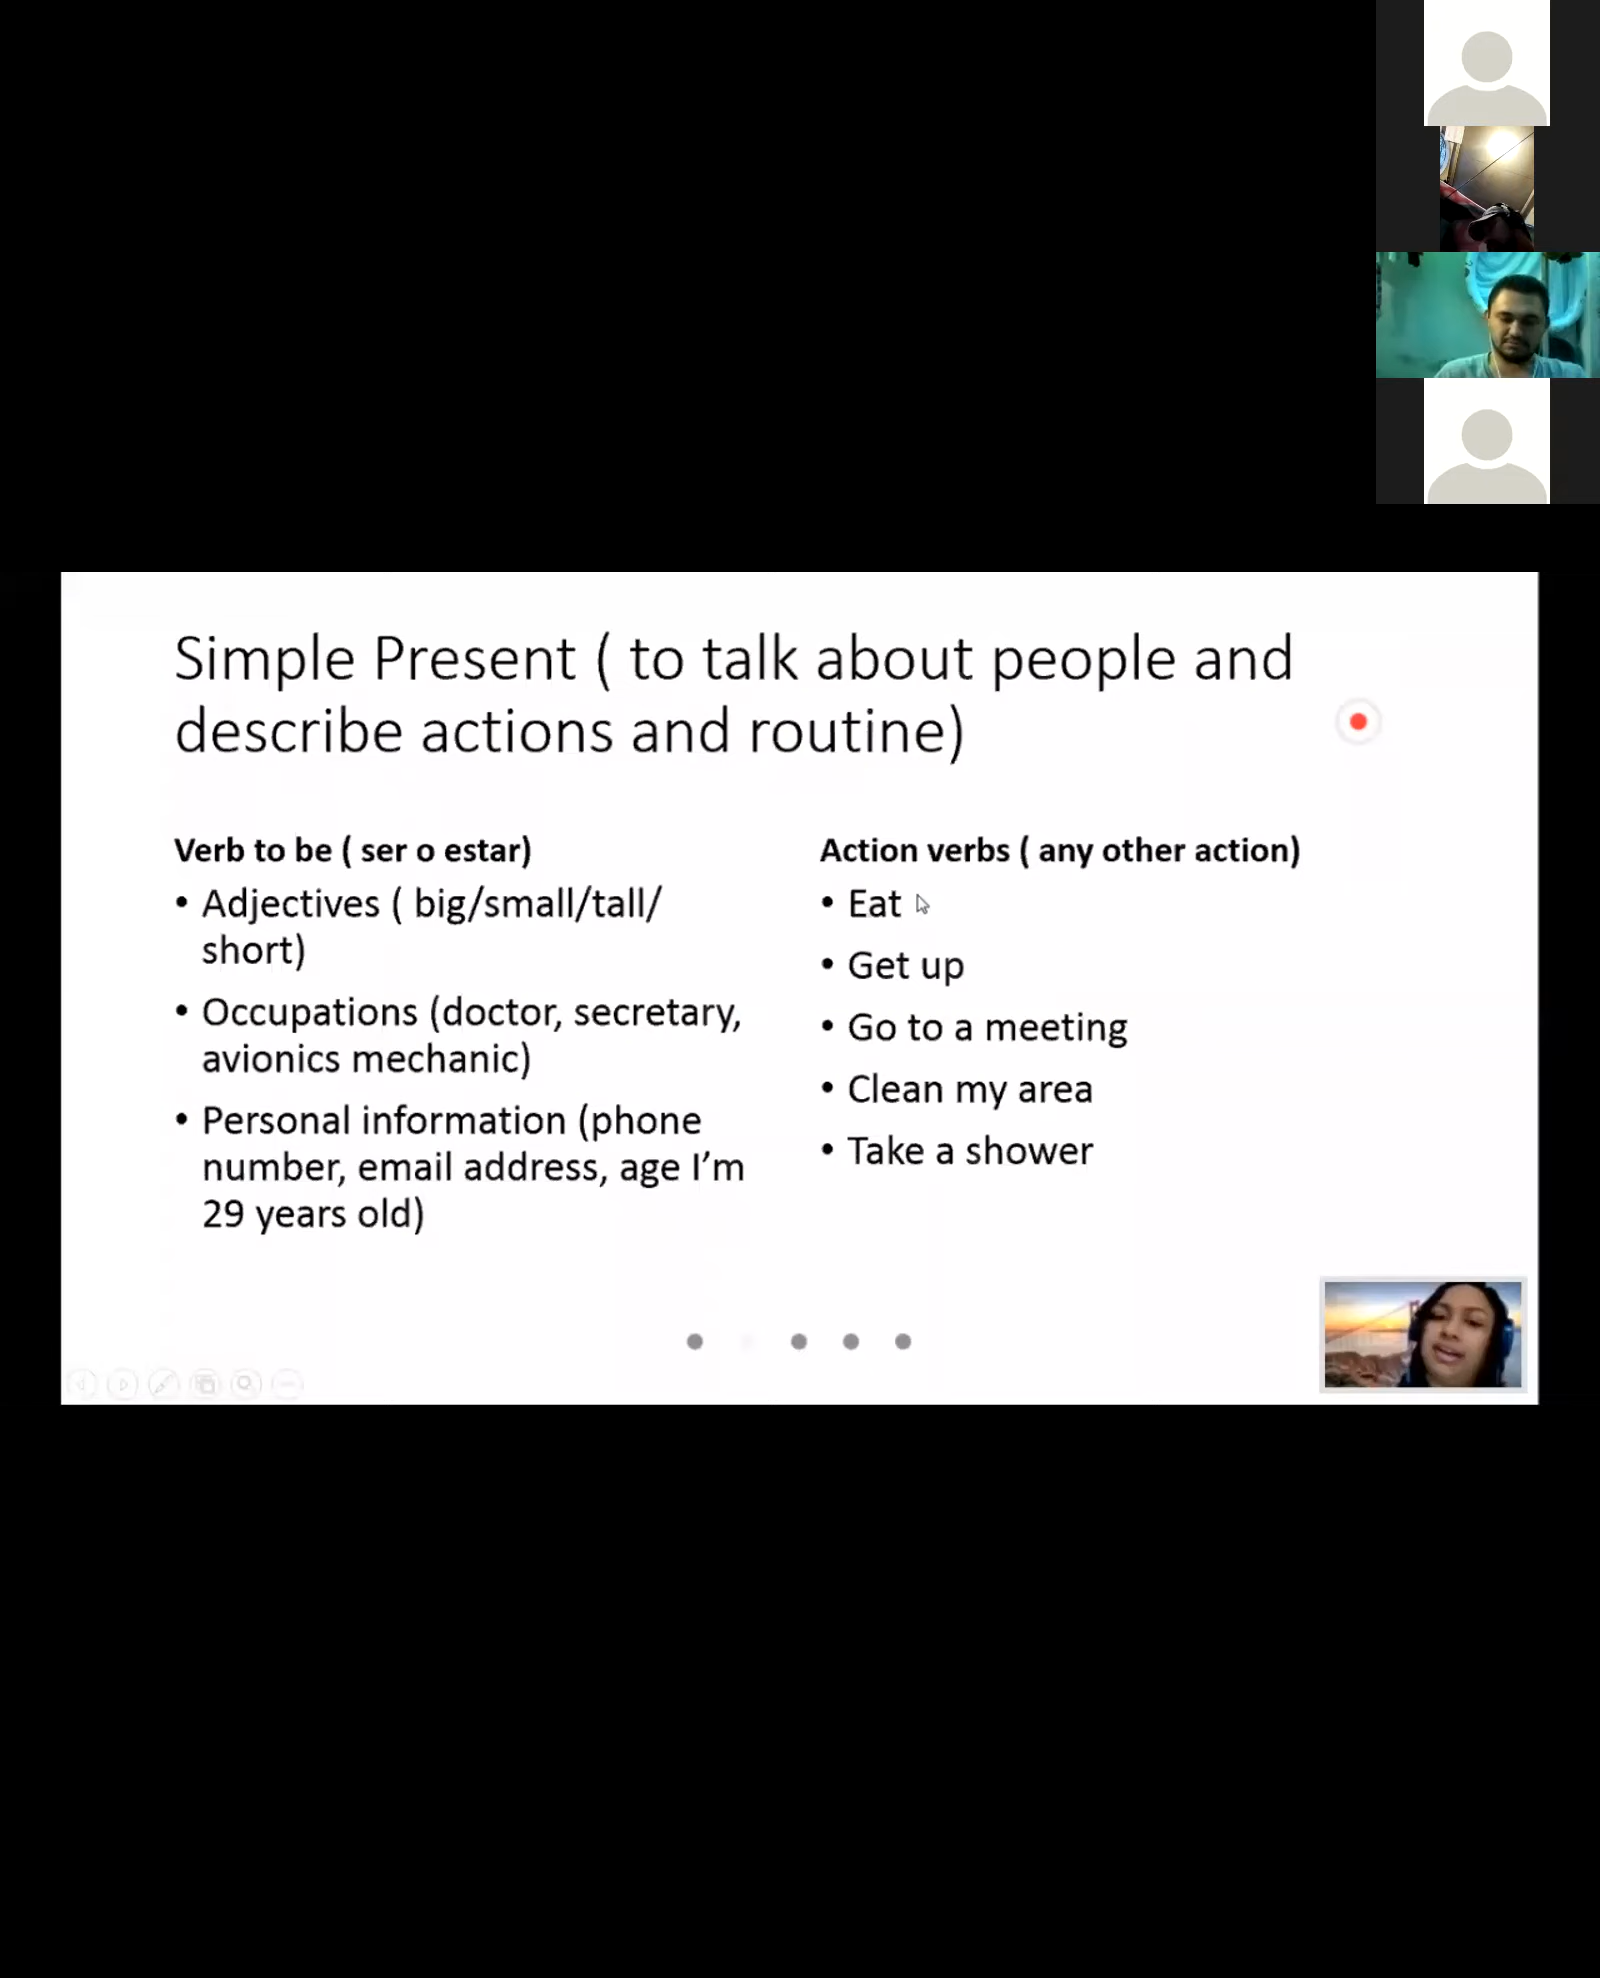 Simple Present ( to talk about people and
describe actions and routine)
Verb to be ( ser o estar)
• Adjectives ( big/small/tall/
short)
• Occupations (doctor, secretary,
avionics mechanic)
• Personal information (phone
number, email address, age I’m
29 years old)
Action verbs ( any other action)
• Eat
• Get up
• Go to a meeting
• Clean my area
• Take a shower